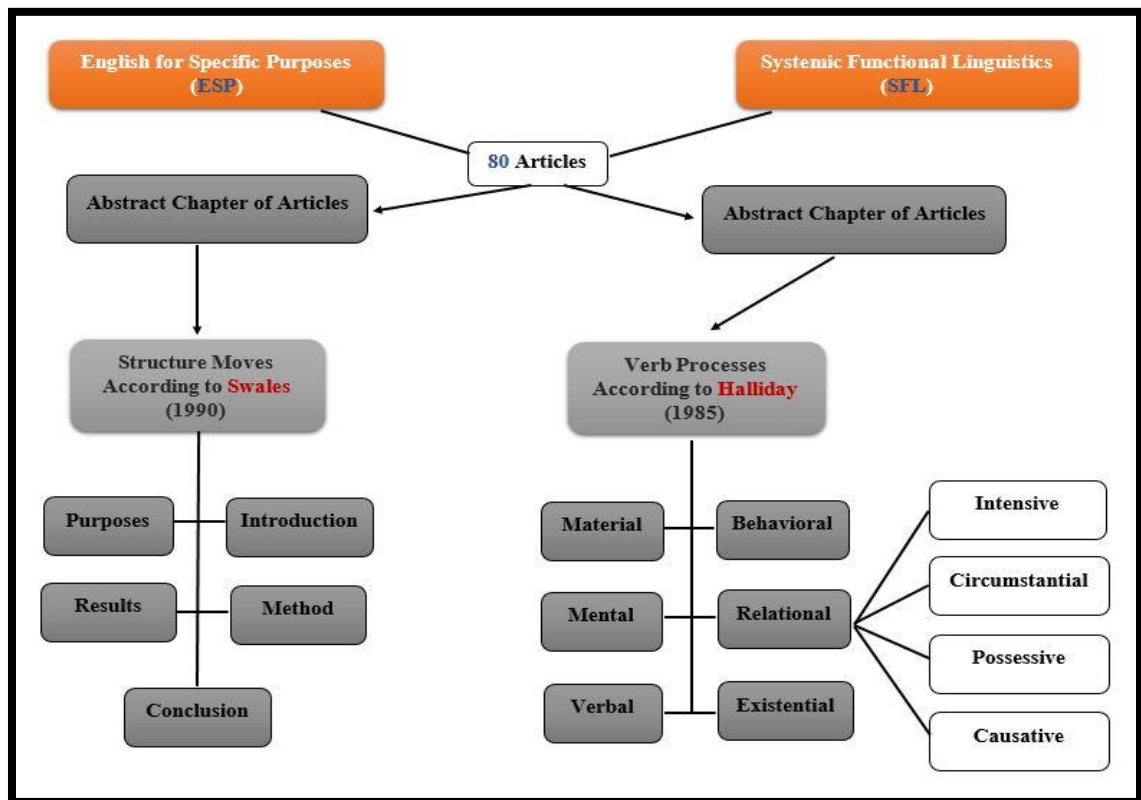 English for Specific Purposes
(ESP)
Systemic Functional Linguistics
(SFL)
80 Articles
Abstract Chapter of Articles
Abstract Chapter of Articles
Structure Moves
According to Swales
(1990)
Verb Processes
According to Halliday
(1985)
Purposes
Introduction
Results
Method
Conclusion
Material
Behavioral
Mental
Relational
Verbal
Existential
Intensive
Circumstantial
Possessive
Causative